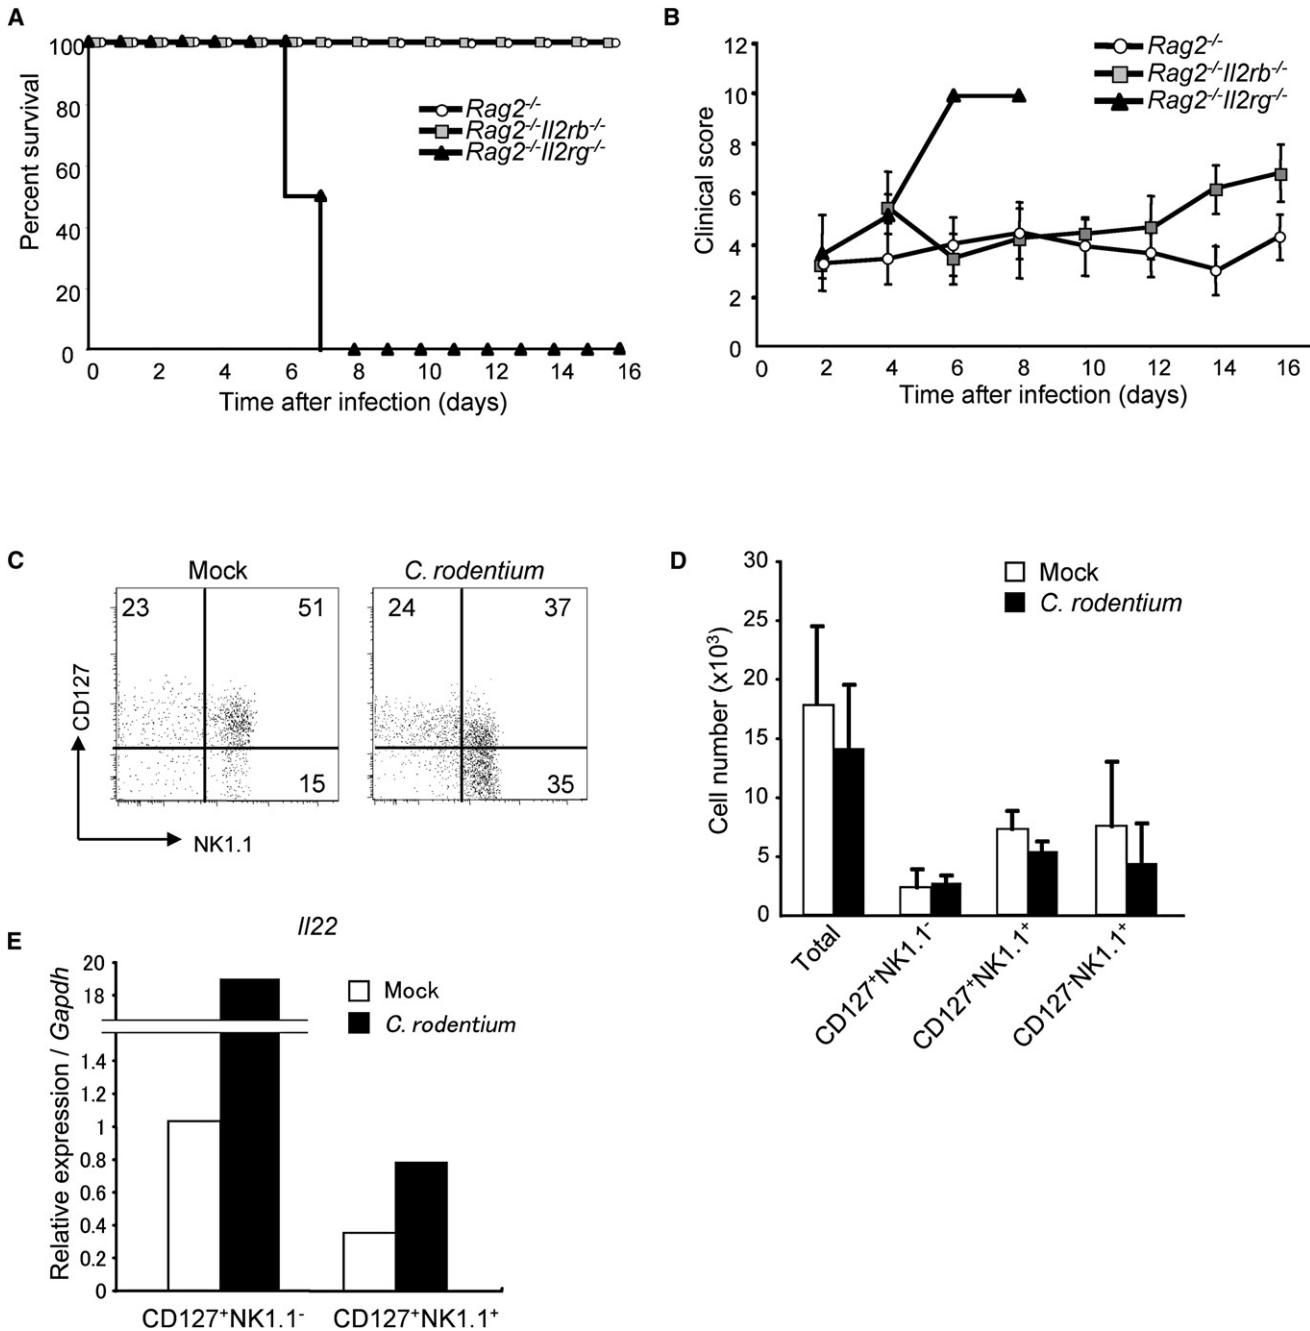 A
Percent survival
100
80
60
40
20
0
0 2 4 6 8 10 12 14 16
Time after infection (days)
Rag2-/-
Rag2-/-Il2rb-/-
Rag2-/-Il2rg-/-
B
Clinical score
12
10
8
6
4
2
0
0 2 4 6 8 10 12 14 16
Time after infection (days)
Rag2-/-
Rag2-/-Il2rb-/-
Rag2-/-Il2rg-/-
C
Mock
23 51
15
C. rodentium
24 37
35
CD127
NK1.1
D
Cell number (x10³)
30
25
20
15
10
5
0
Mock
C. rodentium
Total
CD127⁺NK1.1⁻
CD127⁺NK1.1⁺
CD127⁻NK1.1⁺
E
Il22
Relative expression / Gapdh
20
18
1.4
1.2
1
0.8
0.6
0.4
0.2
0
Mock
C. rodentium
CD127⁺NK1.1⁻
CD127⁺NK1.1⁺